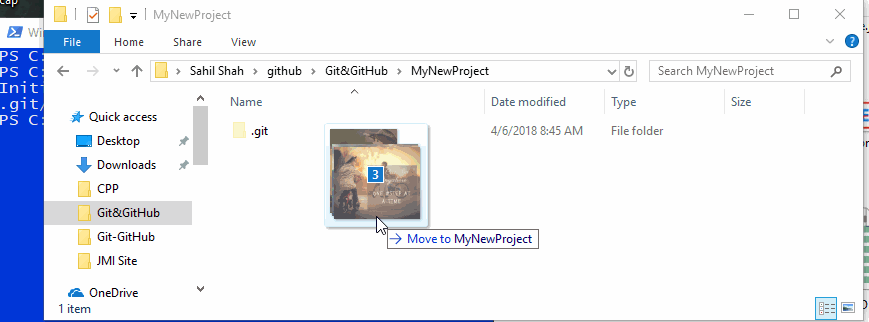 cap
MyNewProject
File Home Share View
Sahil Shah github Git&GitHub MyNewProject
Search MyNewProject
PS C:
PS C:
.git/
PS C:
Name Date modified Type Size
Quick access
Desktop
Downloads
CPP
Git&GitHub
Git-GitHub
JMI Site
OneDrive
.git 4/6/2018 8:45 AM File folder
3
Move to MyNewProject
1 item